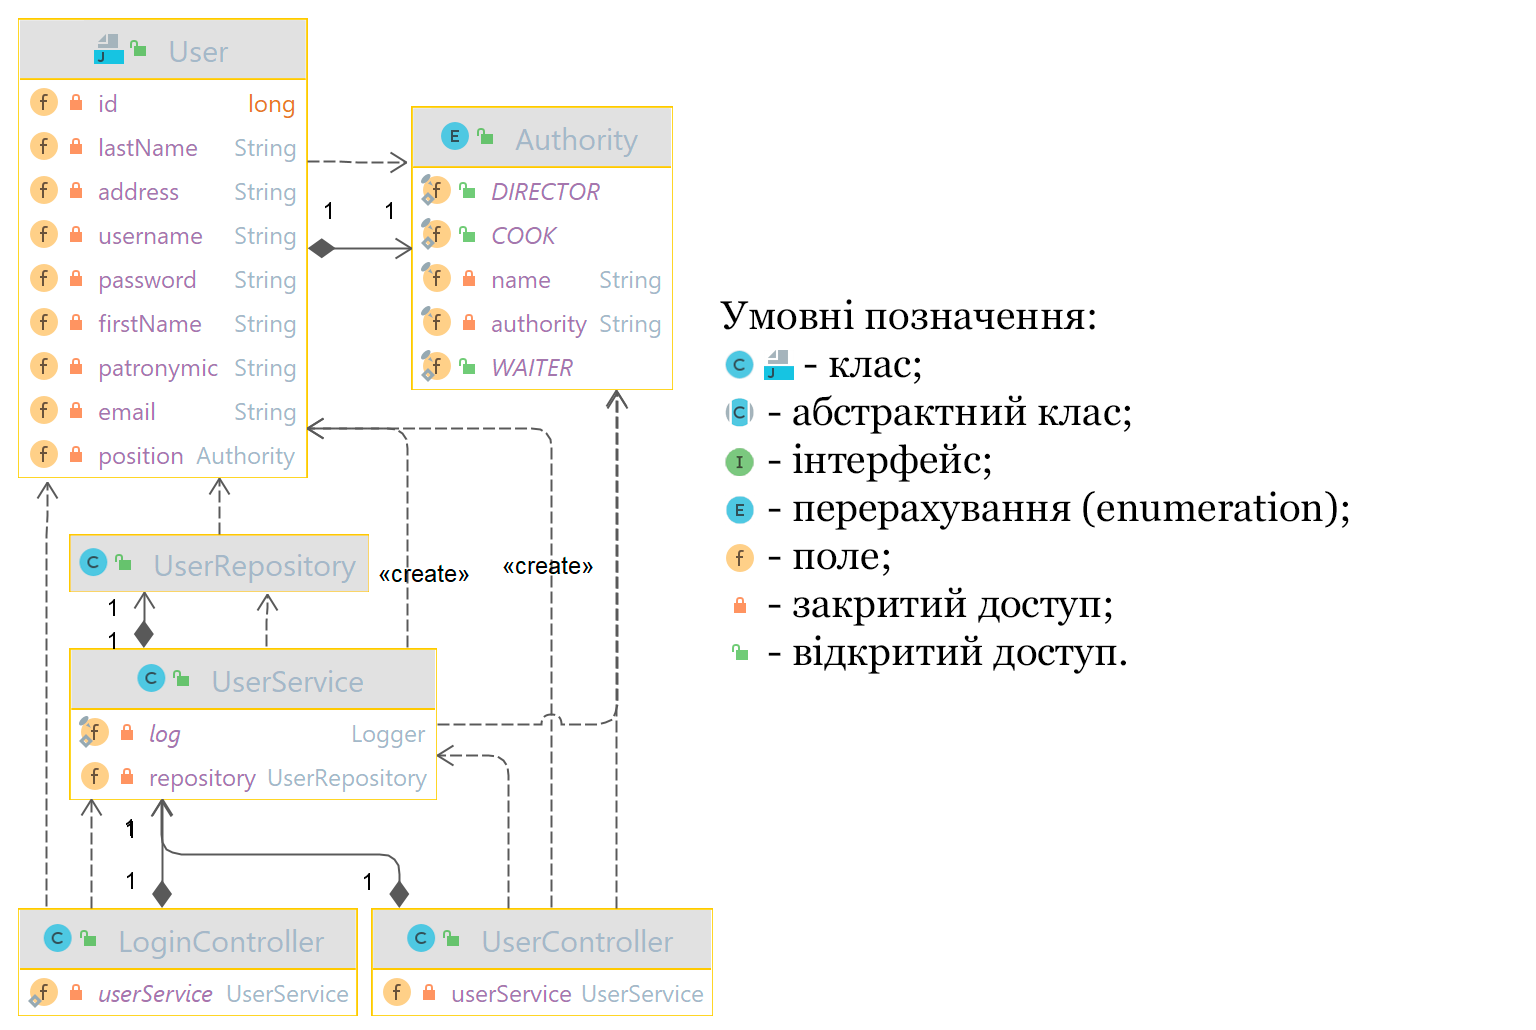 User
id long
lastName String
address String
username String
password String
firstName String
patronymic String
email String
position Authority
Authority
DIRECTOR
COOK
name String
authority String
WAITER
1 1
UserRepository
«create» «create»
1
1
UserService
log Logger
repository UserRepository
1
1 1
LoginController
userService UserService
UserController
userService UserService
Умовні позначення:
C J - клас;
C - абстрактний клас;
I - інтерфейс;
E - перерахування (enumeration);
f - поле;
- закритий доступ;
- відкритий доступ.